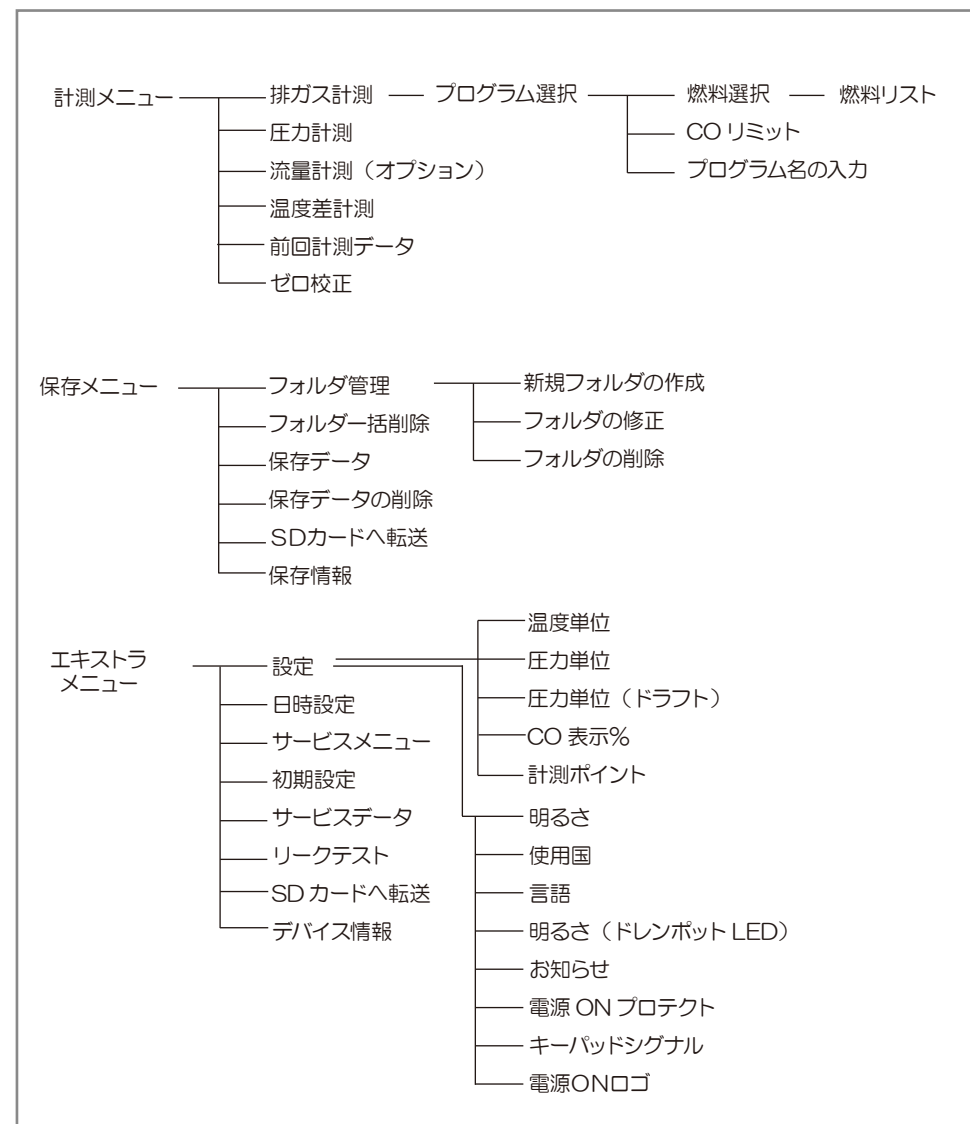 計測メニュー 排ガス計測 プログラム選択 燃料選択 燃料リスト
圧力計測 CO リミット
流量計測（オプション） プログラム名の入力
温度差計測
前回計測データ
ゼロ校正
保存メニュー フォルダ管理 新規フォルダの作成
フォルダ一括削除 フォルダの修正
保存データ フォルダの削除
保存データの削除
SDカードへ転送
保存情報
温度単位
エキストラ
メニュー
設定 圧力単位
日時設定 圧力単位（ドラフト）
サービスメニュー CO 表示%
初期設定 計測ポイント
サービスデータ 明るさ
リークテスト 使用国
SD カードへ転送 言語
デバイス情報 明るさ（ドレンポット LED）
お知らせ
電源 ON プロテクト
キーパッドシグナル
電源ONロゴ